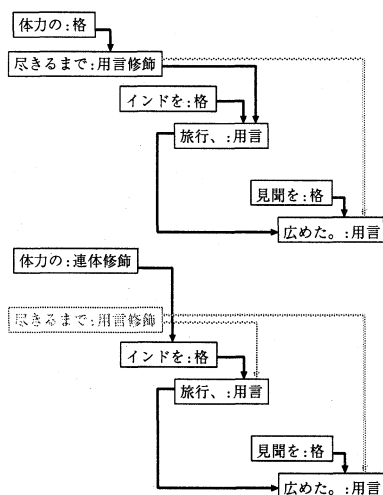 体力の:格
尽きるまで:用言修飾
インドを:格
旅行、:用言
見聞を:格
広めた。:用言
体力の:連体修飾
尽きるまで:用言修飾
インドを:格
旅行、:用言
見聞を:格
広めた。:用言